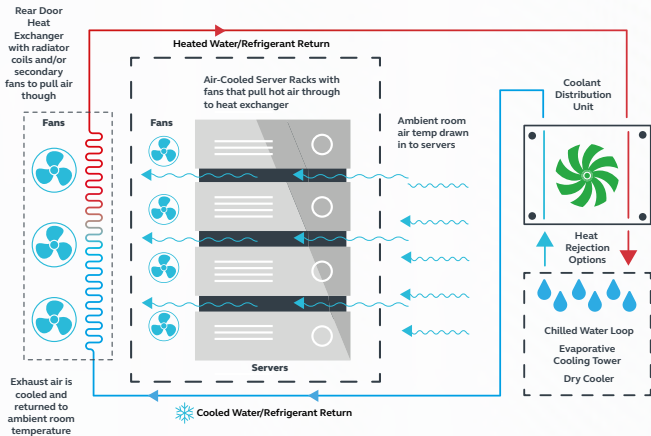 Rear Door
Heat
Exchanger
with radiator
coils and/or
secondary
fans to pull air
though
Fans
Heated Water/Refrigerant Return
Air-Cooled Server Racks with
fans that pull hot air through
to heat exchanger
Fans
Servers
Ambient room
air temp drawn
in to servers
Coolant
Distribution
Unit
Heat
Rejection
Options
Chilled Water Loop
Evaporative
Cooling Tower
Dry Cooler
Exhaust air is
cooled and
returned to
ambient room
temperature
Cooled Water/Refrigerant Return